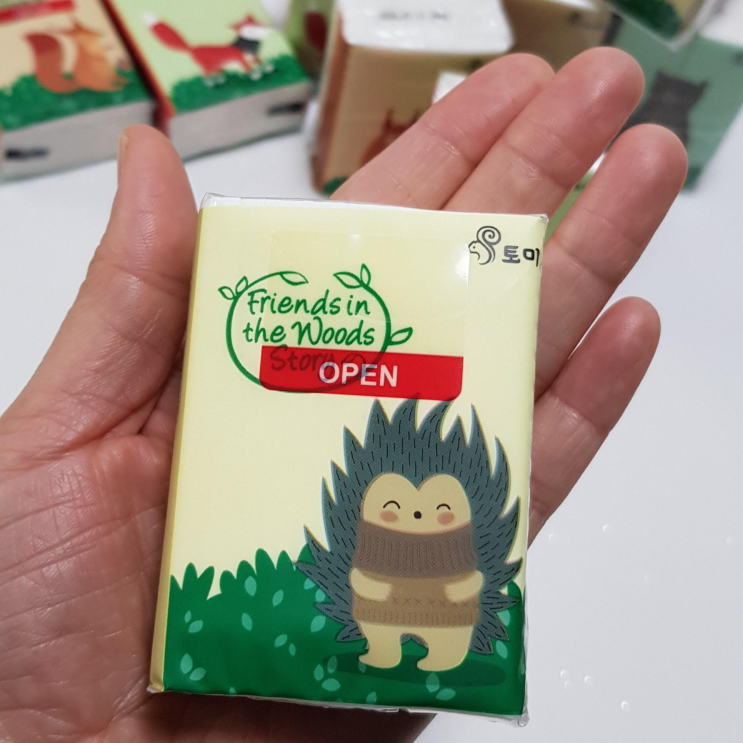 토미
Friends in
the Woods
Story
OPEN